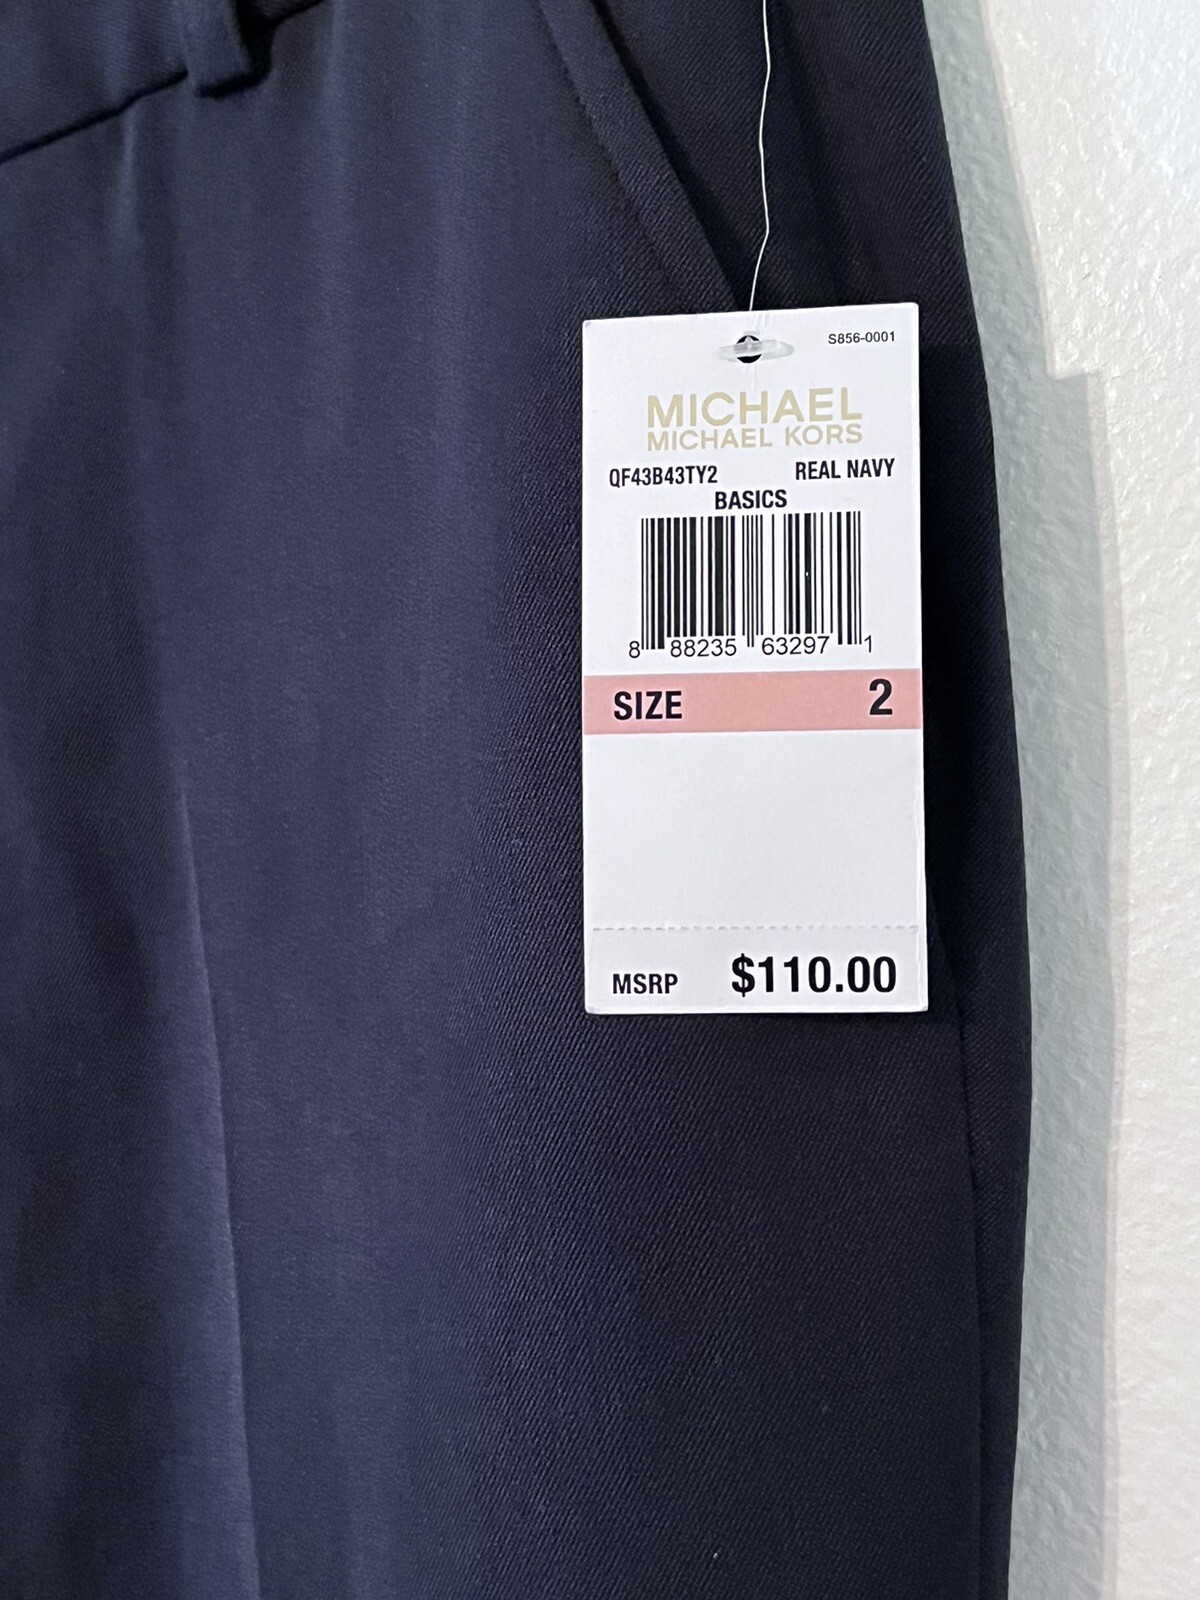 S856-0001
MICHAEL
MICHAEL KORS
QF43B43TY2 REAL NAVY
BASICS
8 88235 63297 1
SIZE 2
MSRP $110.00